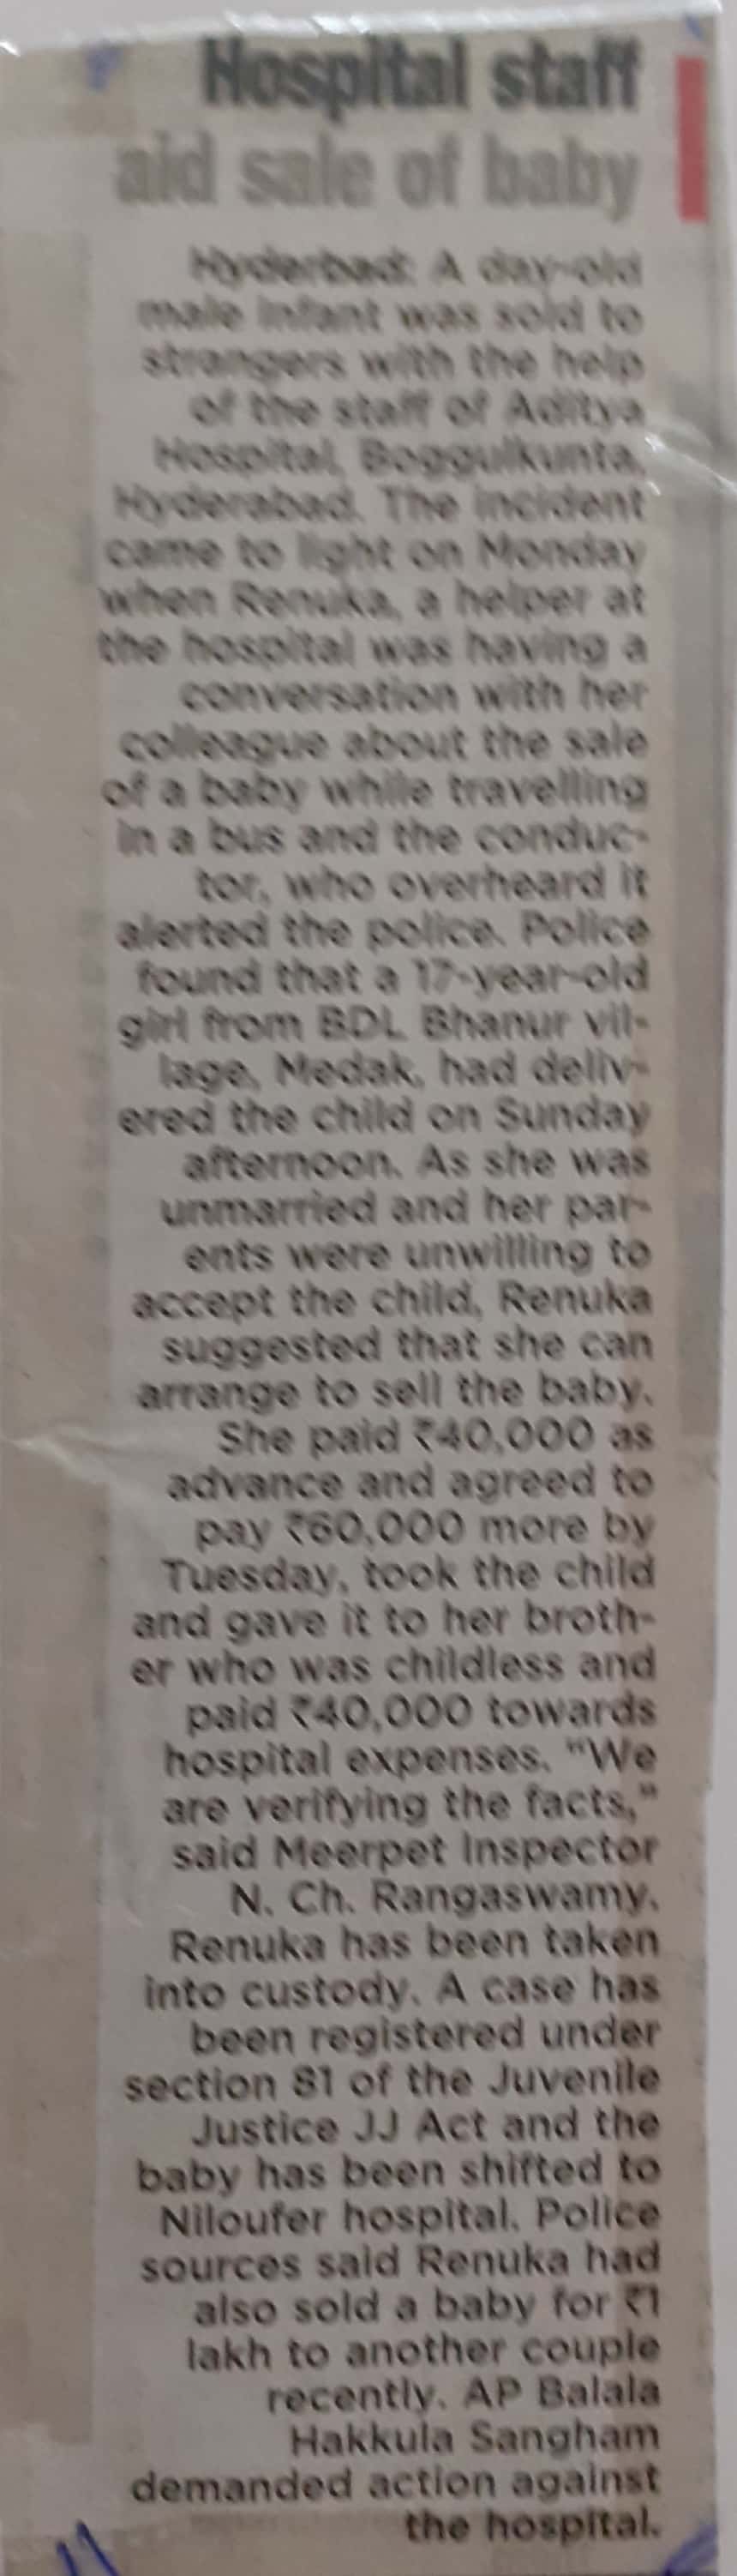 Hospital staff
aid sale of baby
Hyderbad: A day-old
male infant was sold to
strangers with the help
of the staff of Aditya
Hospital, Boggulkunta,
Hyderabad. The incident
came to light on Monday
when Renuka, a helper at
the hospital was having a
conversation with her
colleague about the sale
of a baby while travelling
in a bus and the conduc-
tor, who overheard it
alerted the police. Police
found that a 17-year-old
girl from BDL Bhanur vil-
lage, Medak, had deliv-
ered the child on Sunday
afternoon. As she was
unmarried and her par-
ents were unwilling to
accept the child, Renuka
suggested that she can
arrange to sell the baby.
She paid ₹40,000 as
advance and agreed to
pay ₹60,000 more by
Tuesday, took the child
and gave it to her broth-
er who was childless and
paid ₹40,000 towards
hospital expenses. "We
are verifying the facts,"
said Meerpet Inspector
N. Ch. Rangaswamy.
Renuka has been taken
into custody. A case has
been registered under
section 81 of the Juvenile
Justice JJ Act and the
baby has been shifted to
Niloufer hospital. Police
sources said Renuka had
also sold a baby for ₹1
lakh to another couple
recently. AP Balala
Hakkula Sangham
demanded action against
the hospital.